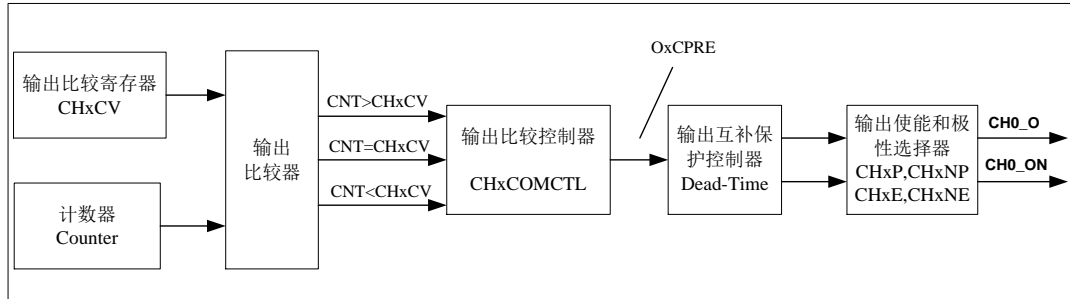 输出比较寄存器
CHxCV
计数器
Counter
输出
比较器
CNT>CHxCV
CNT=CHxCV
CNT<CHxCV
输出比较控制器
CHxCOMCTL
OxCPRE
输出互补保
护控制器
Dead-Time
输出使能和极
性选择器
CHxP,CHxNP
CHxE,CHxNE
CH0_O
CH0_ON